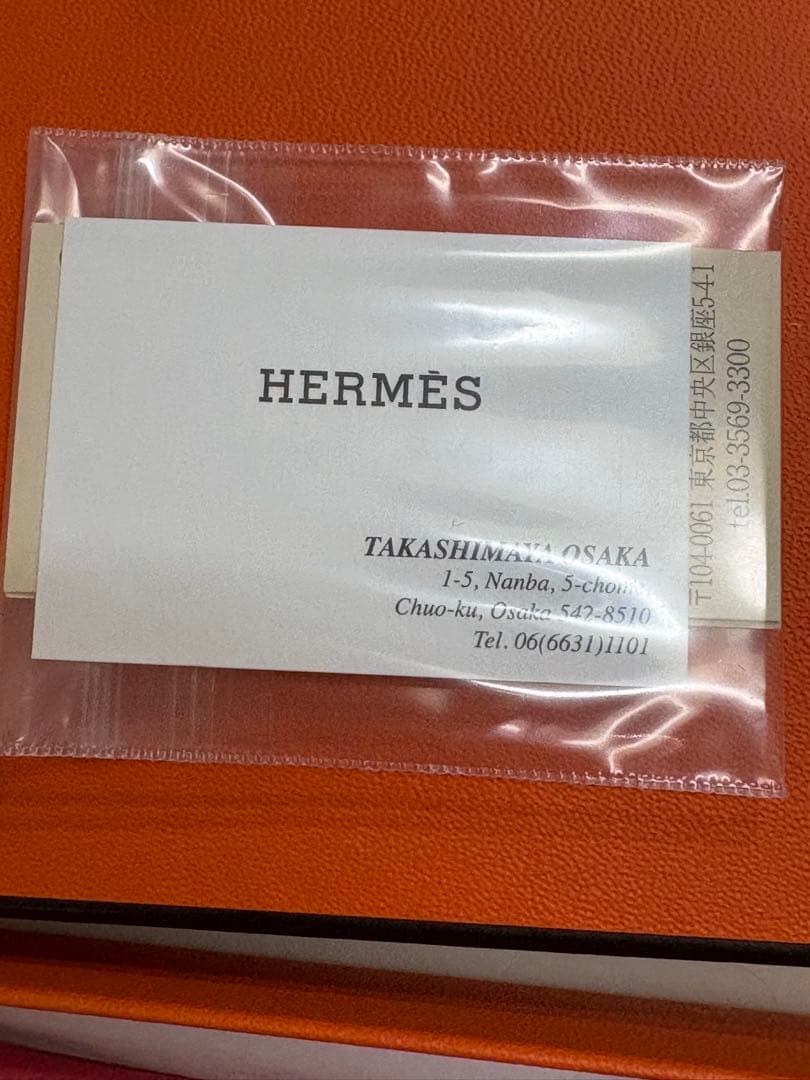 HERMÈS
TAKASHIMAYA OSAKA
1-5, Nanba, 5-chome,
Chuo-ku, Osaka 542-8510
Tel. 06(6631)1101
〒104-0061 東京都中央区銀座5-4-1
tel.03-3569-3300